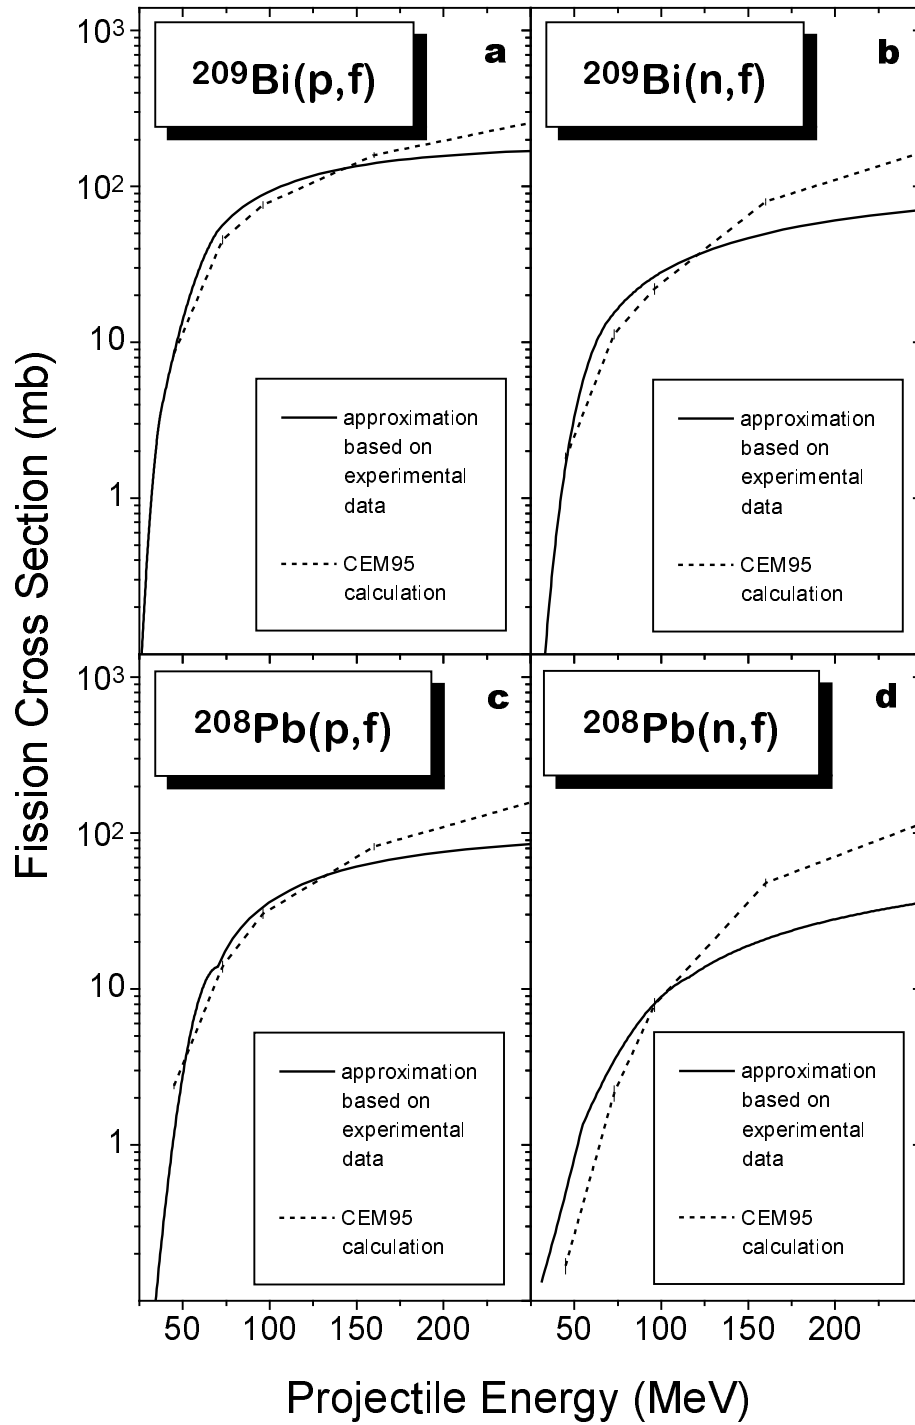 Fission Cross Section (mb)
10³
10²
10
1
²⁰⁹Bi(p,f)
a
approximation
based on
experimental
data
CEM95
calculation
²⁰⁹Bi(n,f)
b
approximation
based on
experimental
data
CEM95
calculation
10³
10²
10
1
²⁰⁸Pb(p,f)
c
approximation
based on
experimental
data
CEM95
calculation
²⁰⁸Pb(n,f)
d
approximation
based on
experimental
data
CEM95
calculation
50 100 150 200 50 100 150 200
Projectile Energy (MeV)